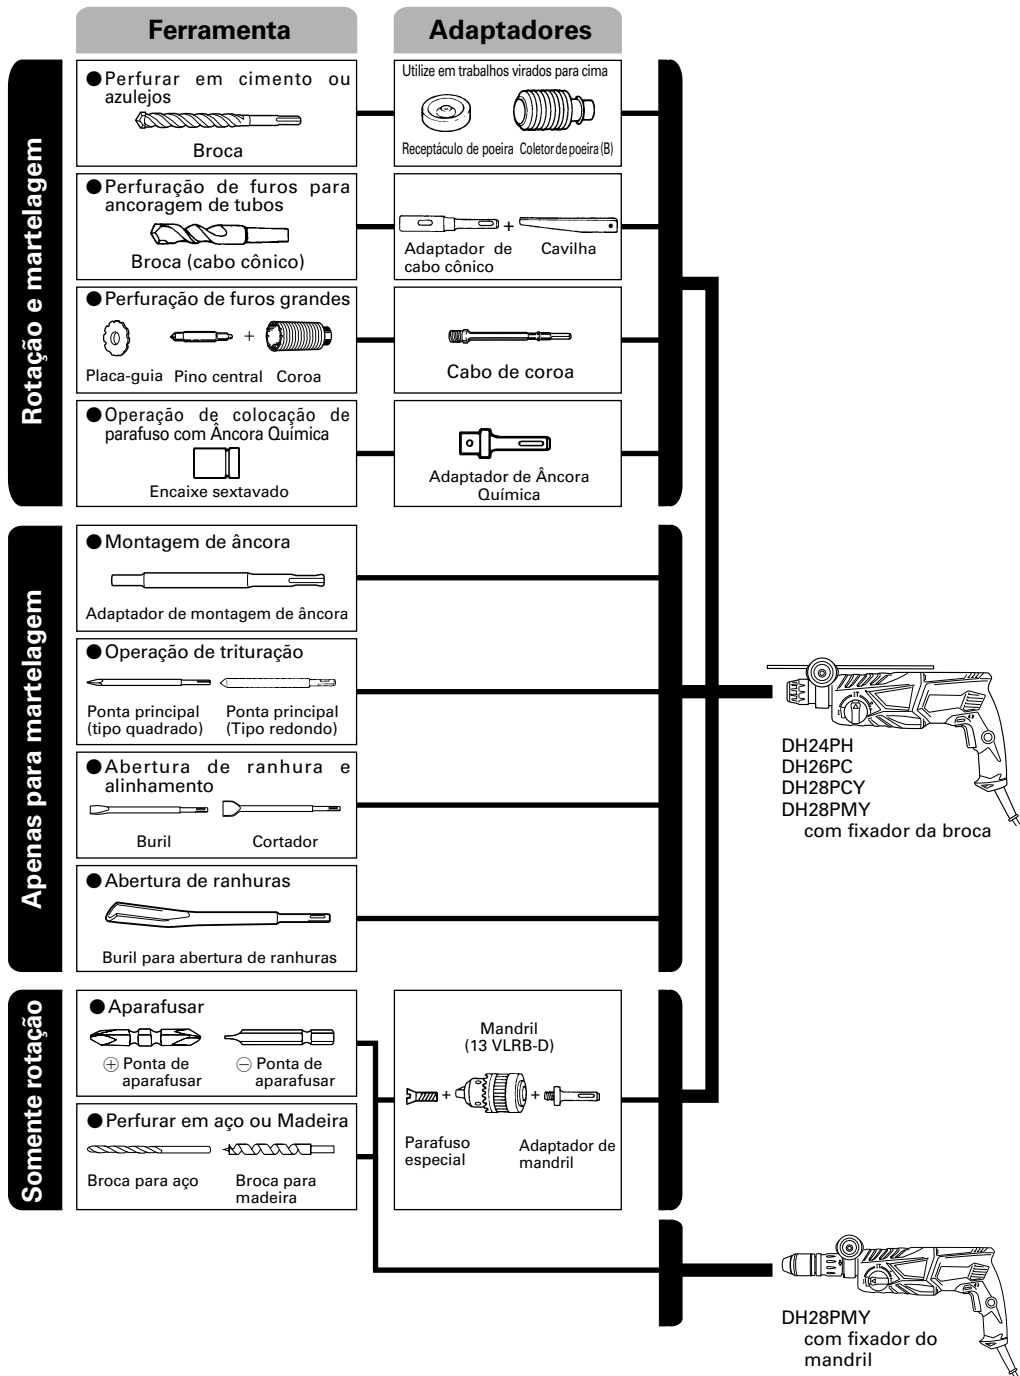 Ferramenta
Adaptadores
Rotação e martelagem
● Perfurar em cimento ou
azulejos
Broca
Utilize em trabalhos virados para cima
Receptáculo de poeira Coletor de poeira (B)
● Perfuração de furos para
ancoragem de tubos
Broca (cabo cônico)
+
Adaptador de
cabo cônico
Cavilha
● Perfuração de furos grandes
+
Placa-guia Pino central Coroa
Cabo de coroa
● Operação de colocação de
parafuso com Âncora Química
Encaixe sextavado
Adaptador de Âncora
Química
Apenas para martelagem
● Montagem de âncora
Adaptador de montagem de âncora
● Operação de trituração
Ponta principal
(tipo quadrado)
Ponta principal
(Tipo redondo)
● Abertura de ranhura e
alinhamento
Buril
Cortador
● Abertura de ranhuras
Buril para abertura de ranhuras
DH24PH
DH26PC
DH28PCY
DH28PMY
com fixador da broca
Somente rotação
● Aparafusar
⊕ Ponta de
aparafusar
⊖ Ponta de
aparafusar
● Perfurar em aço ou Madeira
Broca para aço
Broca para
madeira
Mandril
(13 VLRB-D)
+ +
Parafuso
especial
Adaptador de
mandril
DH28PMY
com fixador do
mandril